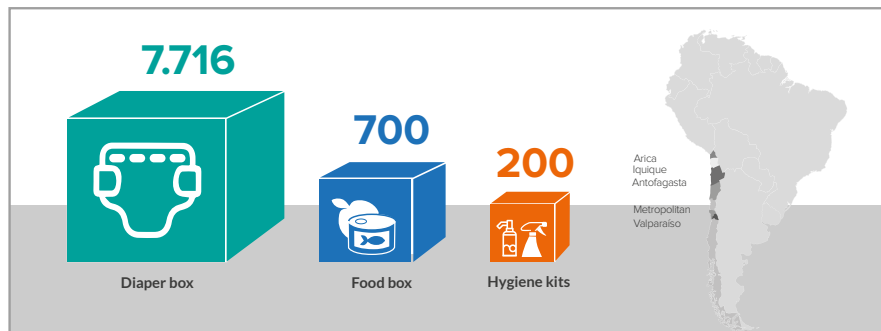 7.716
700
200
Diaper box
Food box
Hygiene kits
Arica
Iquique
Antofagasta
Metropolitan
Valparaíso